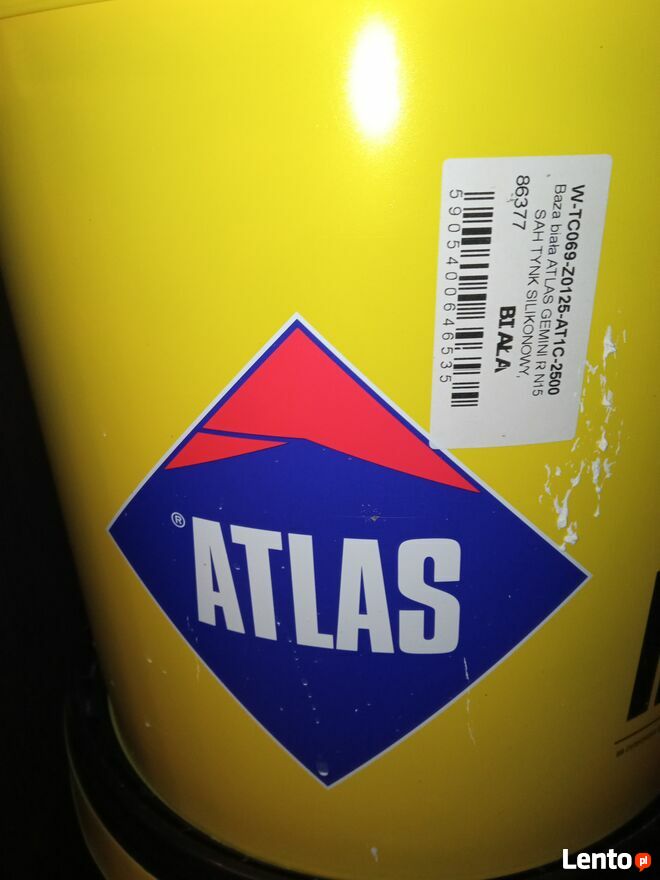 W-TC069-Z0125-AT1C-2500
Baza biała ATLAS GEMINI R N15
SAH TYNK SILIKONOWY,
86377
BIAŁA
5905400646535
® ATLAS
Lento.pl